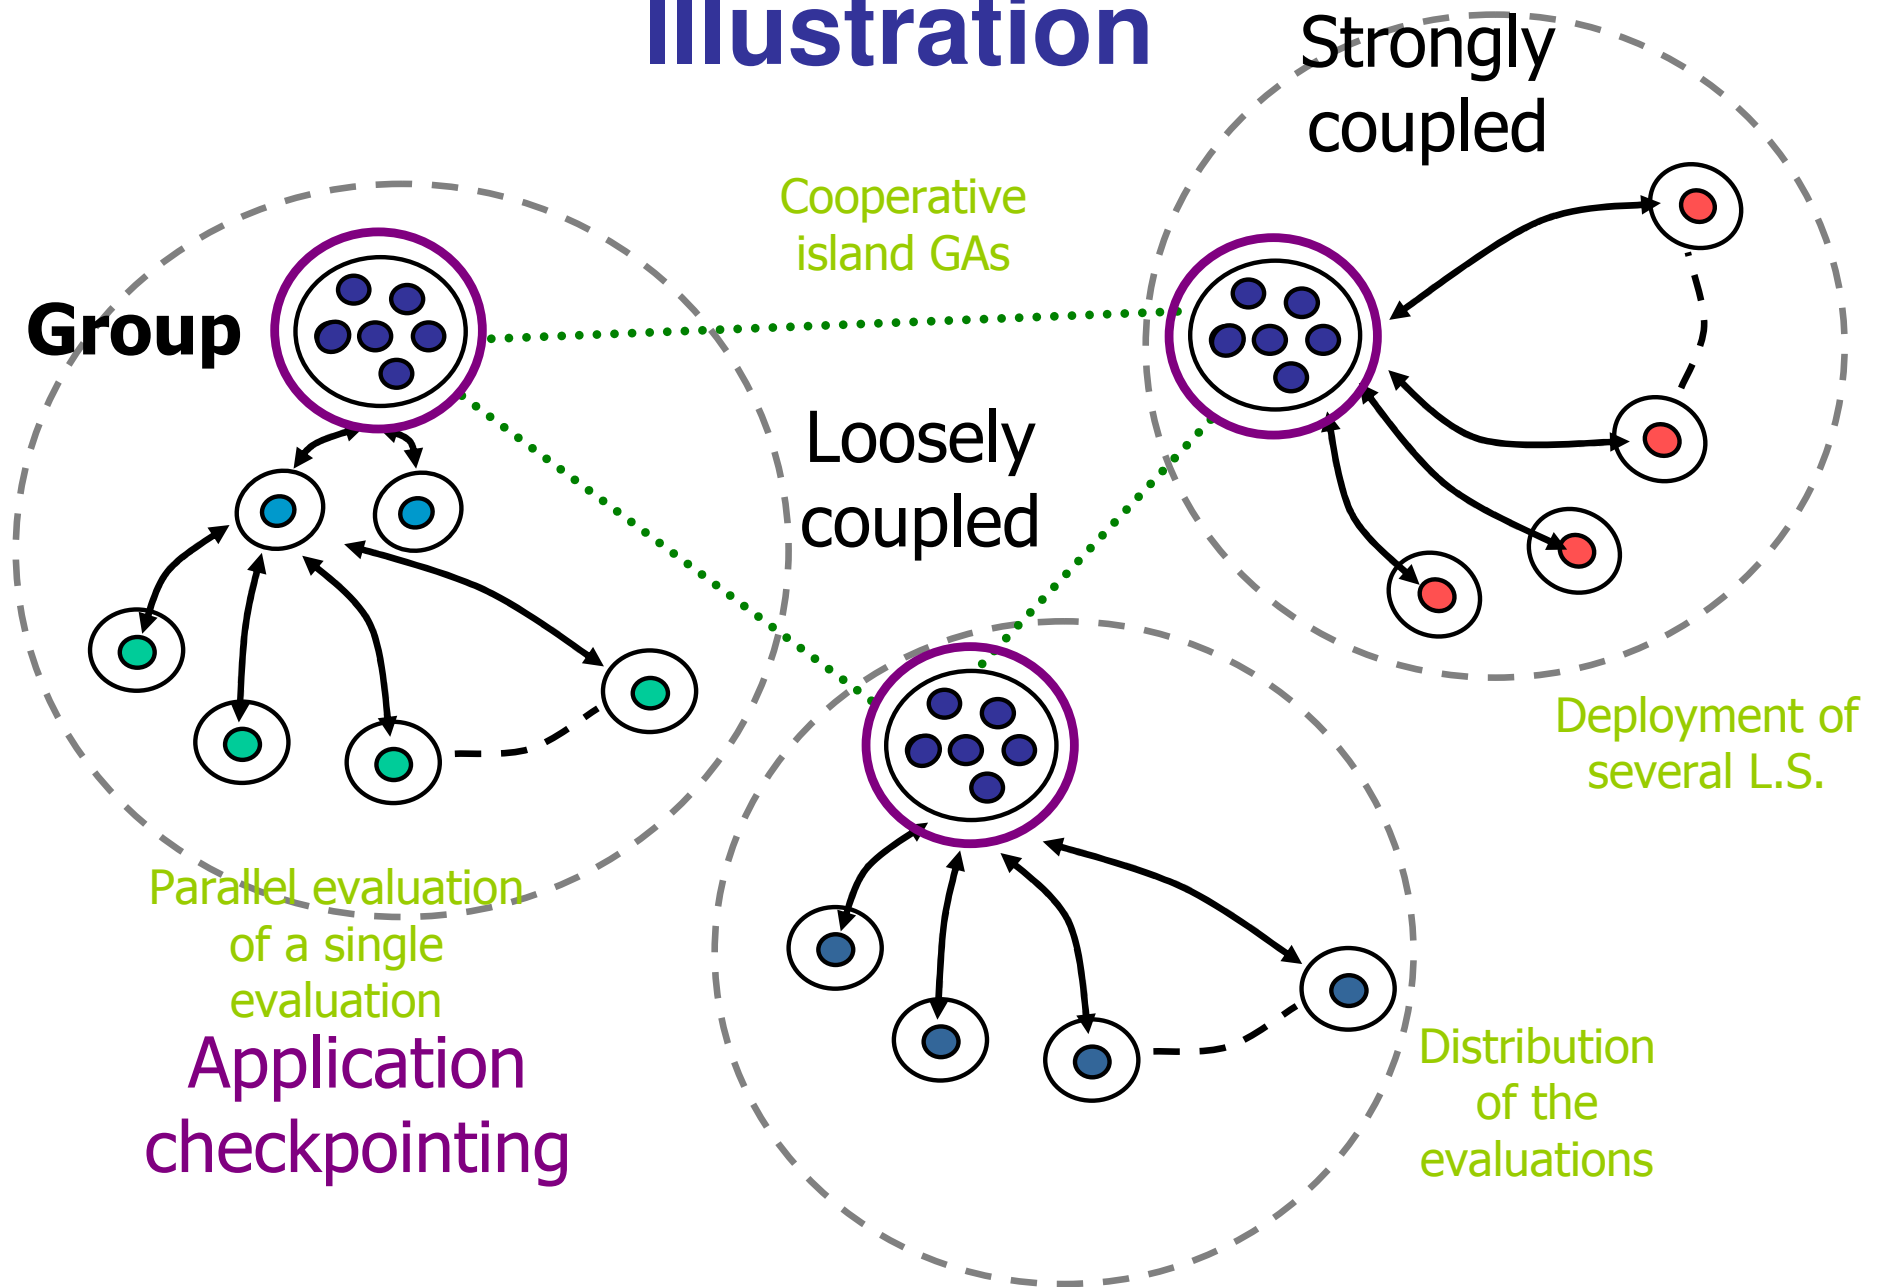 Illustration
Strongly
coupled
Cooperative
island GAs
Group
Loosely
coupled
Deployment of
several L.S.
Parallel evaluation
of a single
evaluation
Application
checkpointing
Distribution
of the
evaluations